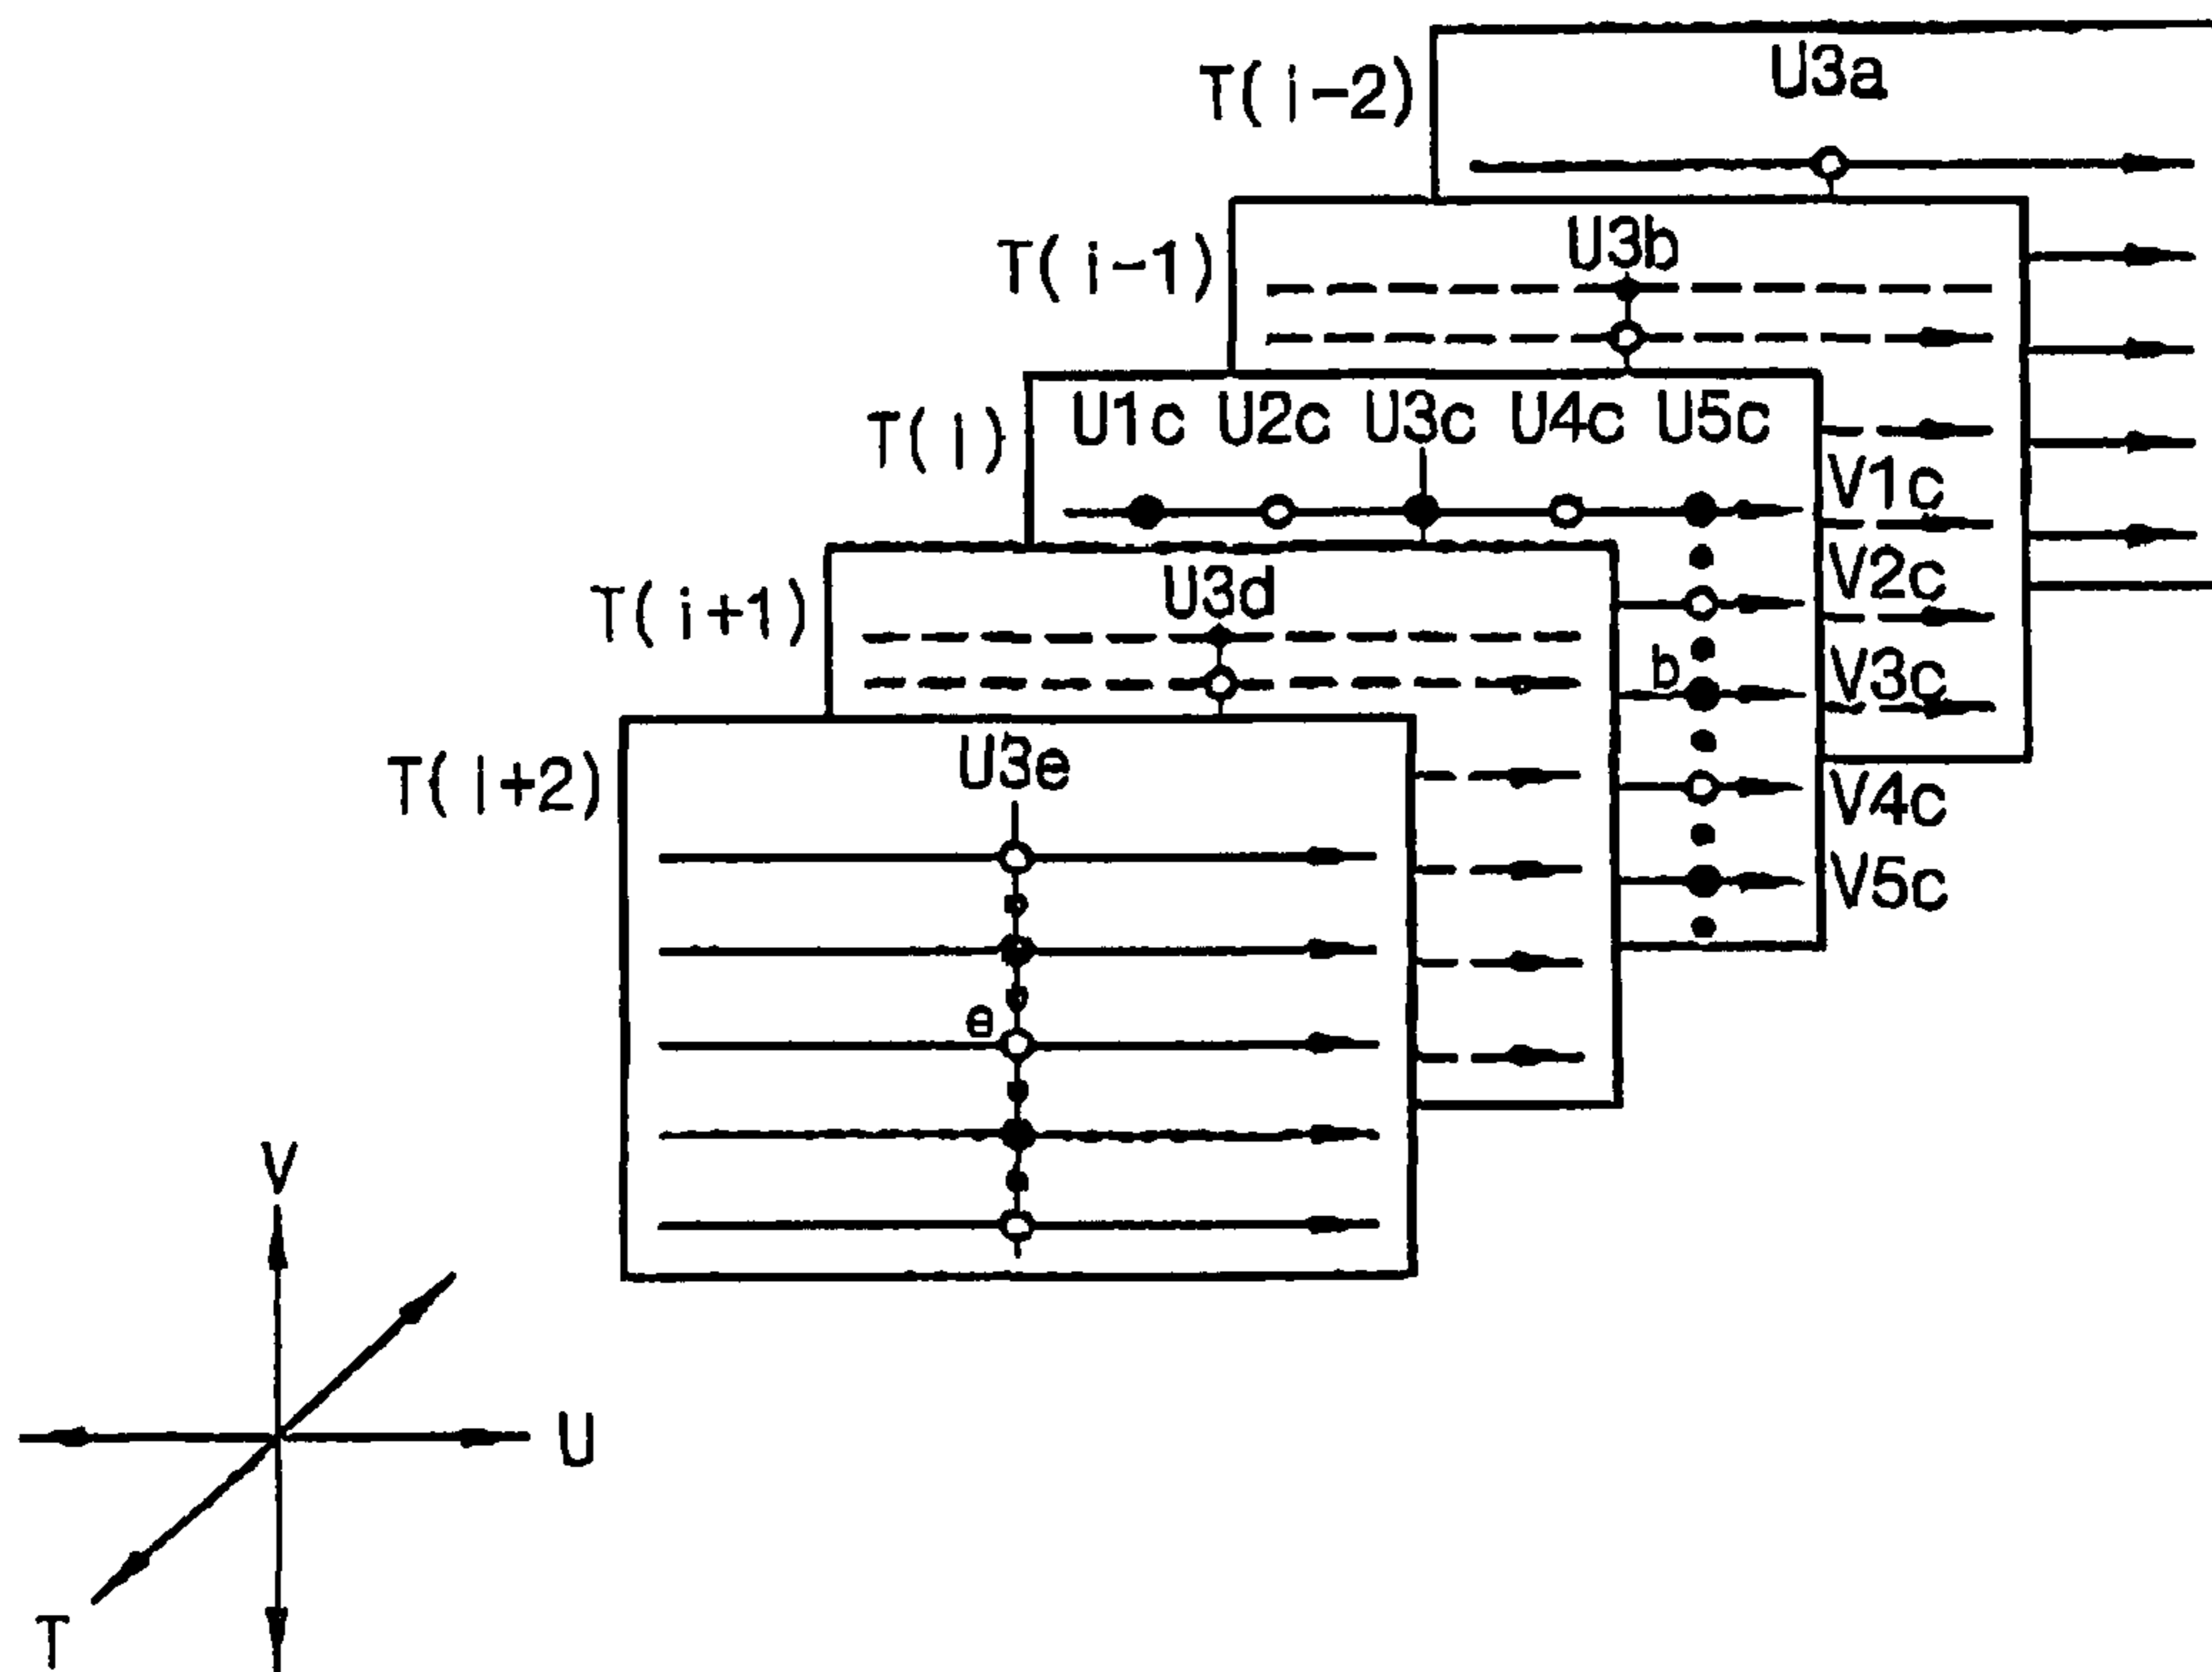 T(i-2)
U3a
T(i-1)
U3b
T(i)
U1c U2c U3c U4c U5c
V1c
V2c
T(i+1)
U3d
b
V3c
T(i+2)
U3e
V4c
V5c
e
V
U
T